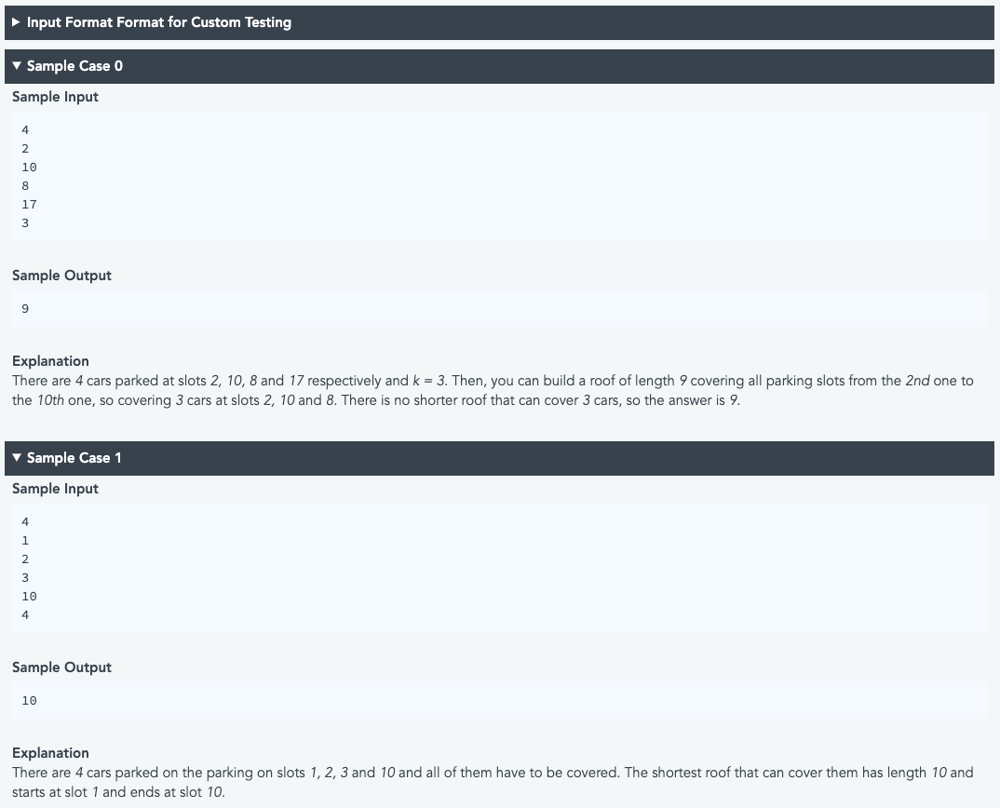 Input Format Format for Custom Testing
Sample Case 0
Sample Input
4
2
10
8
17
3
Sample Output
9
Explanation
There are 4 cars parked at slots 2, 10, 8 and 17 respectively and k = 3. Then, you can build a roof of length 9 covering all parking slots from the 2nd one to
the 10th one, so covering 3 cars at slots 2, 10 and 8. There is no shorter roof that can cover 3 cars, so the answer is 9.
Sample Case 1
Sample Input
4
1
2
3
10
4
Sample Output
10
Explanation
There are 4 cars parked on the parking on slots 1, 2, 3 and 10 and all of them have to be covered. The shortest roof that can cover them has length 10 and
starts at slot 1 and ends at slot 10.